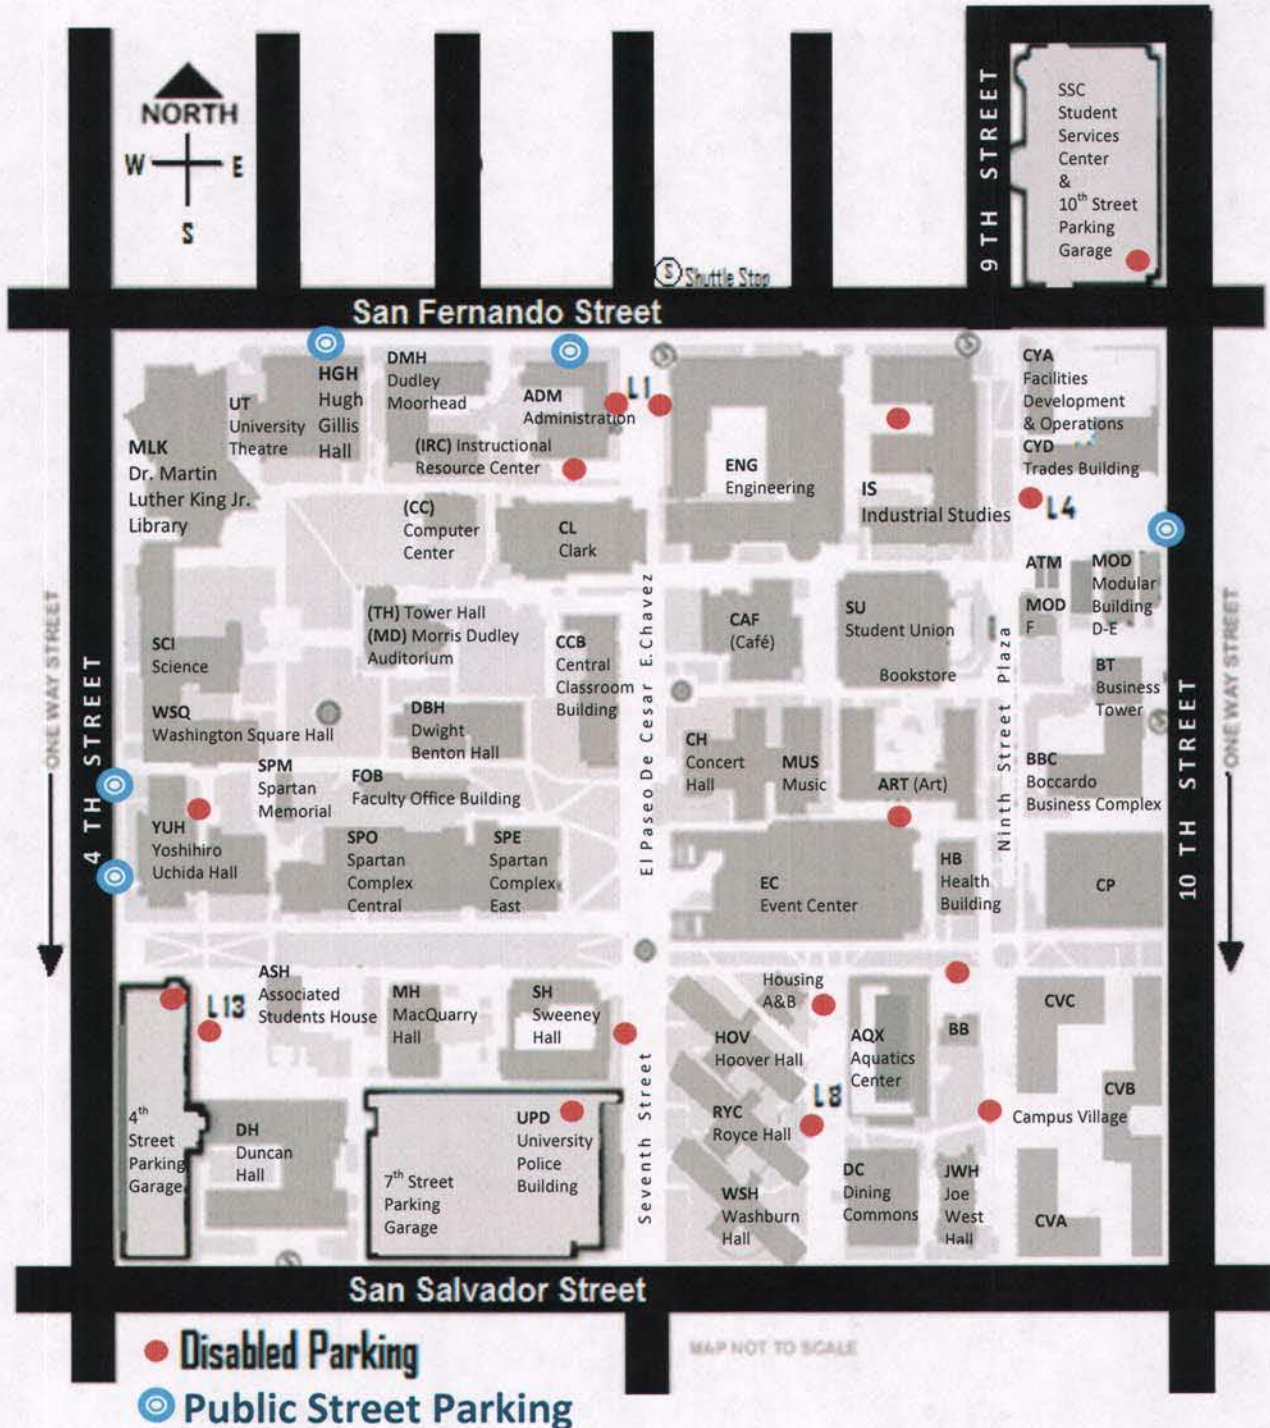 NORTH
W E
S
9 TH STREET
SSC
Student
Services
Center
&
10th Street
Parking
Garage
S Shuttle Stop
San Fernando Street
HGH
Hugh
Gillis
Hall
DMH
Dudley
Moorhead
ADM
Administration
L1
CYA
Facilities
Development
& Operations
CYD
Trades Building
UT
University
Theatre
(IRC) Instructional
Resource Center
MLK
Dr. Martin
Luther King Jr.
Library
ENG
Engineering
IS
Industrial Studies
L4
(CC)
Computer
Center
CL
Clark
ATM
MOD
Modular
Building
D-E
MOD
F
ONE WAY STREET
4 TH STREET
(TH) Tower Hall
(MD) Morris Dudley
Auditorium
CCB
Central
Classroom
Building
El Paseo De Cesar E.Chavez
CAF
(Café)
SU
Student Union
Bookstore
Ninth Street Plaza
BT
Business
Tower
10 TH STREET
ONE WAY STREET
SCI
Science
WSQ
Washington Square Hall
DBH
Dwight
Benton Hall
CH
Concert
Hall
MUS
Music
ART (Art)
BBC
Boccardo
Business Complex
SPM
Spartan
Memorial
FOB
Faculty Office Building
YUH
Yoshihiro
Uchida Hall
SPO
Spartan
Complex
Central
SPE
Spartan
Complex
East
EC
Event Center
HB
Health
Building
CP
L13
ASH
Associated
Students House
MH
MacQuarry
Hall
SH
Sweeney
Hall
Housing
A&B
HOV
Hoover Hall
AQX
Aquatics
Center
BB
CVC
CVB
Campus Village
L8
Seventh Street
4th
Street
Parking
Garage
DH
Duncan
Hall
7th Street
Parking
Garage
UPD
University
Police
Building
RYC
Royce Hall
WSH
Washburn
Hall
DC
Dining
Commons
JWH
Joe
West
Hall
CVA
San Salvador Street
Disabled Parking
MAP NOT TO SCALE
Public Street Parking